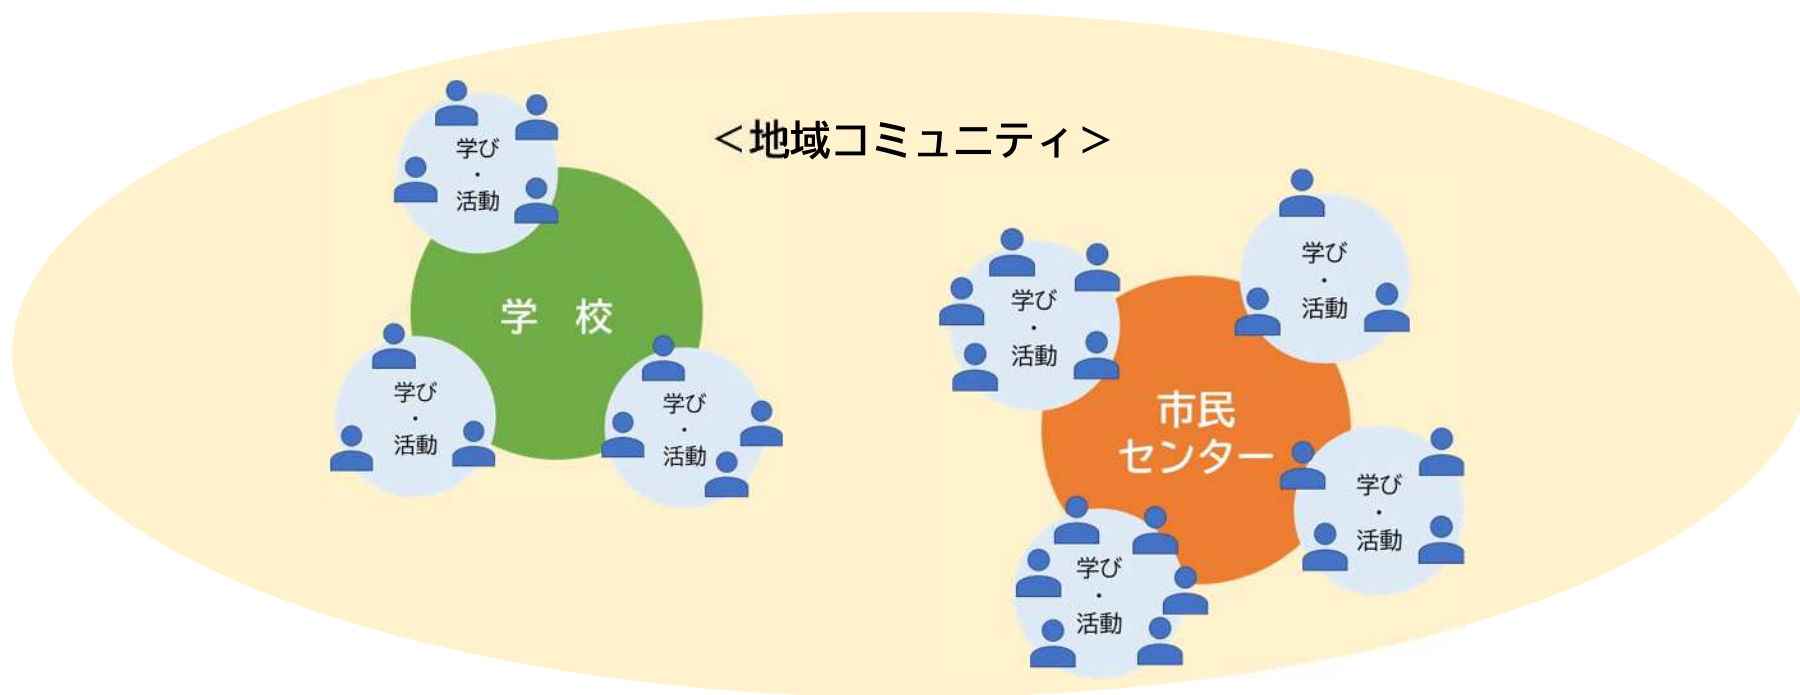 ＜地域コミュニティ＞
学び
・
活動
学　校
学び
・
活動
学び
・
活動
学び
・
活動
学び
・
活動
市民
センター
学び
・
活動
学び
・
活動